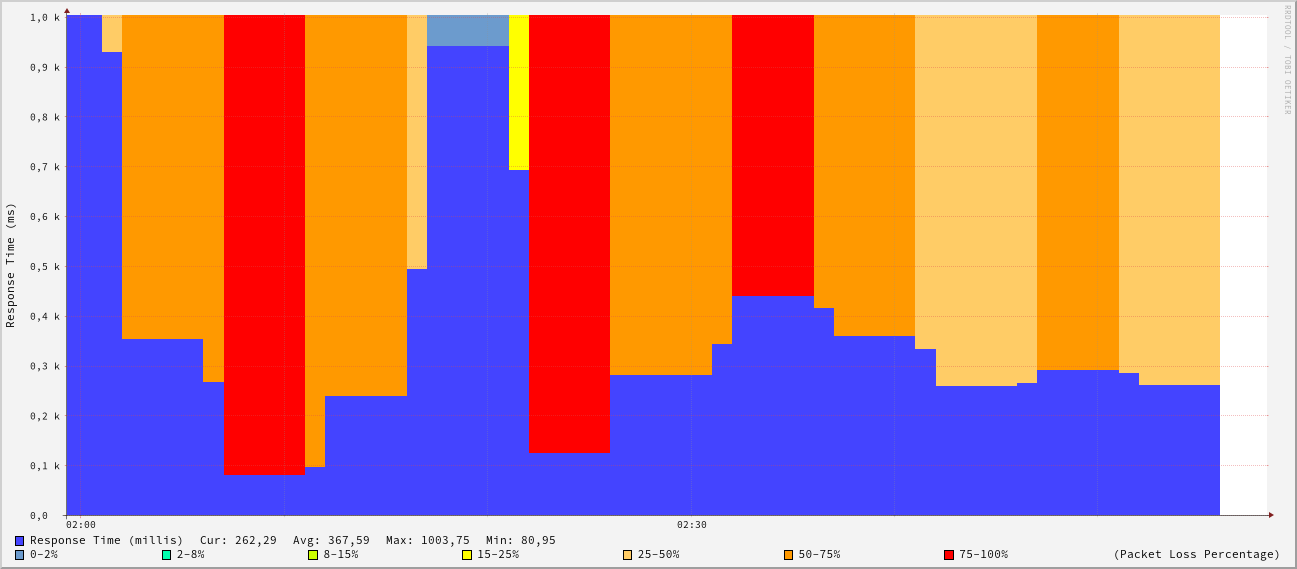 RRDTOOL / TOBI OETIKER
Response Time (ms)
1,0 k
0,9 k
0,8 k
0,7 k
0,6 k
0,5 k
0,4 k
0,3 k
0,2 k
0,1 k
0,0
02:00 02:30
Response Time (millis) Cur: 262,29 Avg: 367,59 Max: 1003,75 Min: 80,95
0-2% 2-8% 8-15% 15-25% 25-50% 50-75% 75-100% (Packet Loss Percentage)